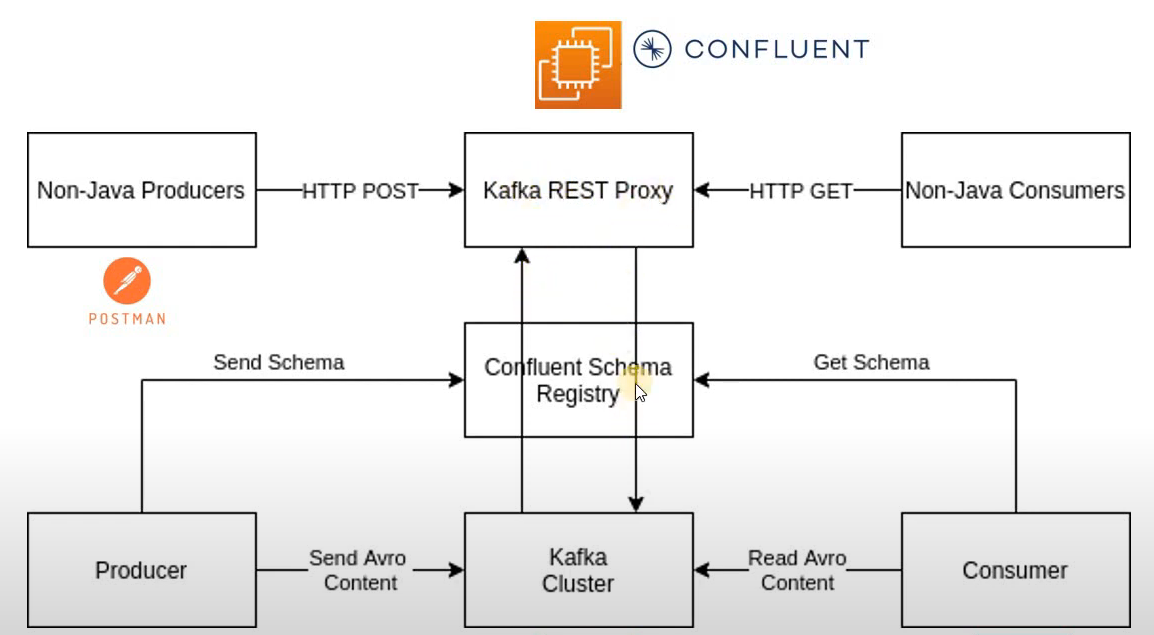 CONFLUENT
Non-Java Producers
HTTP POST
Kafka REST Proxy
HTTP GET
Non-Java Consumers
POSTMAN
Send Schema
Confluent Schema
Registry
Get Schema
Producer
Send Avro
Content
Kafka
Cluster
Read Avro
Content
Consumer